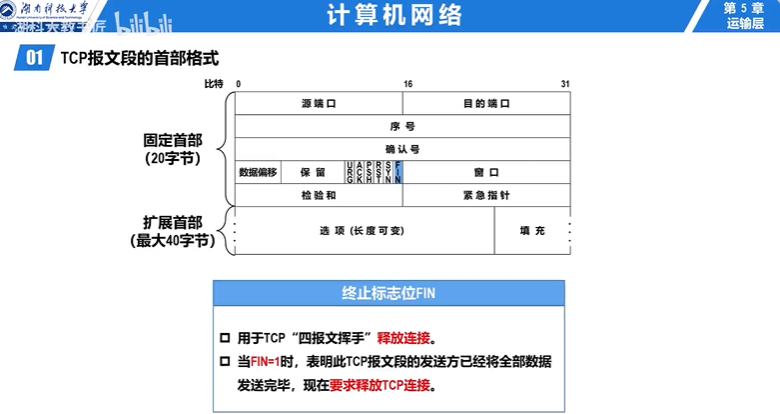 湖南科技大学
湖科大教书匠 bilibili
计算机网络
第 5 章
运输层
01 TCP报文段的首部格式
比特 0 16 31
固定首部
(20字节)
源 端 口 目 的 端 口
序 号
确 认 号
数据偏移 保 留 URG ACK PSH RST SYN FIN 窗 口
检 验 和 紧 急 指 针
扩展首部
(最大40字节)
选 项 (长 度 可 变) 填 充
终止标志位FIN
用于TCP“四报文挥手”释放连接。
当FIN=1时，表明此TCP报文段的发送方已经将全部数据
发送完毕，现在要求释放TCP连接。